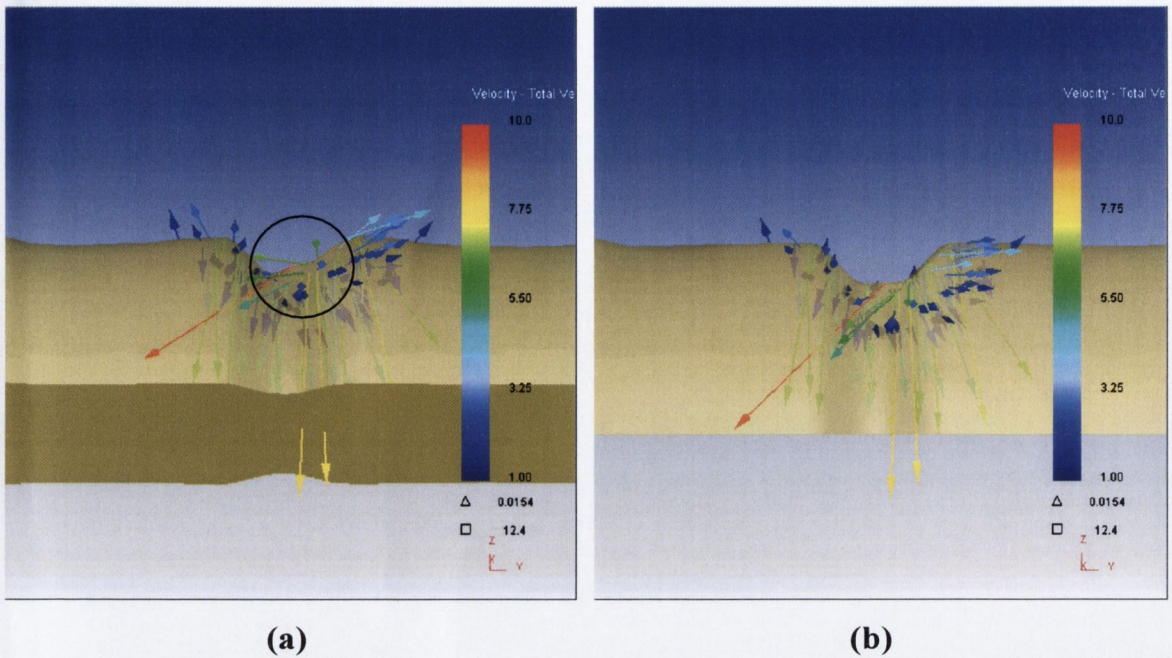 Velocity - Total Ve
10.0
7.75
5.50
3.25
1.00
△ 0.0154
□ 12.4
Z
X Y
(a)
Velocity - Total Ve
10.0
7.75
5.50
3.25
1.00
△ 0.0154
□ 12.4
Z
X Y
(b)